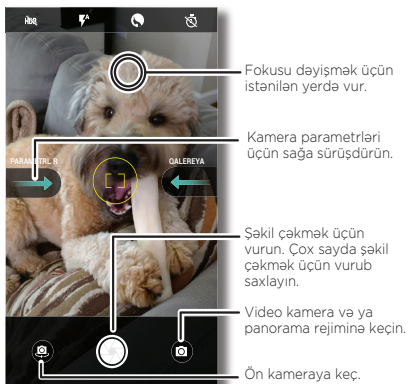 HDR
A
Fokusu dəyişmək üçün
istənilən yerdə vur.
Kamera parametrləri
üçün sağa sürüşdürün.
PARAMETRL R
QALEREYA
Şəkil çəkmək üçün
vurun. Çox sayda şəkil
çəkmək üçün vurub
saxlayın.
Video kamera və ya
panorama rejiminə keçin.
Ön kameraya keç.